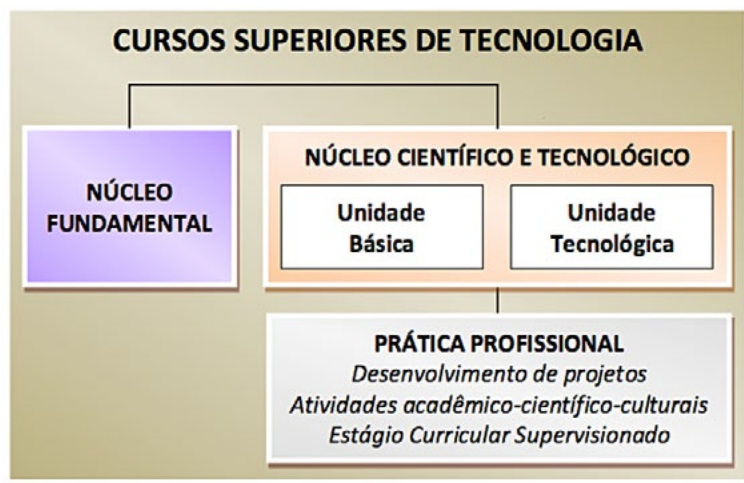 CURSOS SUPERIORES DE TECNOLOGIA
NÚCLEO
FUNDAMENTAL
NÚCLEO CIENTÍFICO E TECNOLÓGICO
Unidade
Básica
Unidade
Tecnológica
PRÁTICA PROFISSIONAL
Desenvolvimento de projetos
Atividades acadêmico-científico-culturais
Estágio Curricular Supervisionado